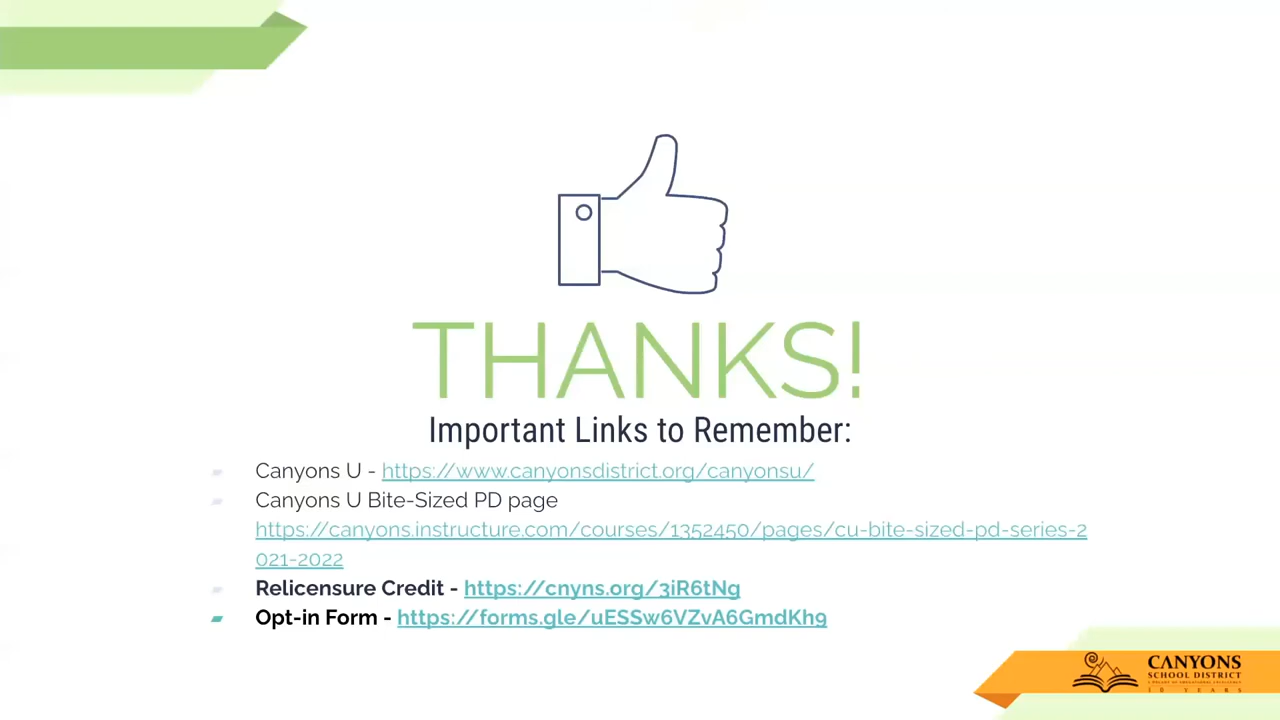 THANKS!
Important Links to Remember:
Canyons U - https://www.canyonsdistrict.org/canyonsu/
Canyons U Bite-Sized PD page
https://canyons.instructure.com/courses/1352450/pages/cu-bite-sized-pd-series-2
021-2022
Relicensure Credit - https://cnyns.org/3iR6tNg
Opt-in Form - https://forms.gle/uESSw6VZvA6GmdKh9
CANYONS
SCHOOL DISTRICT
10 YEARS